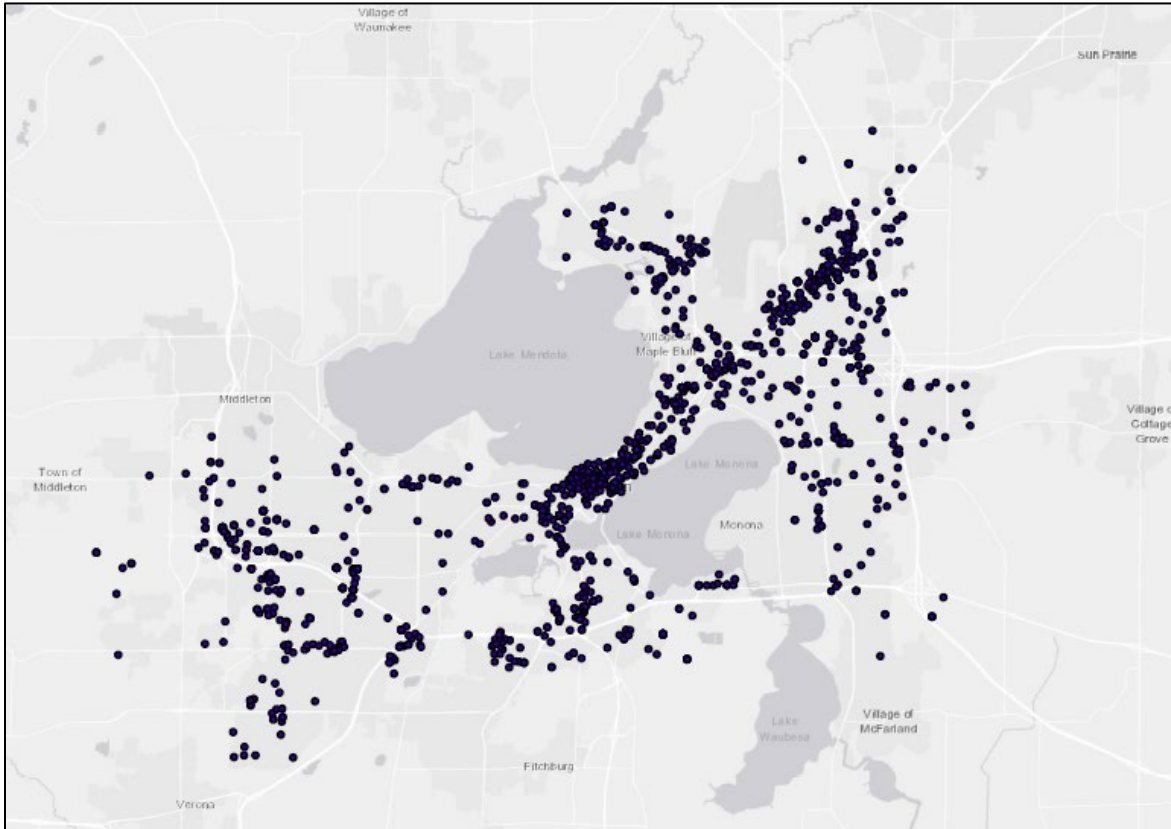 Village of
Waunakee
Sun Prairie
Village of
Maple Bluff
Lake Mendota
Middleton
Village of
Cottage
Grove
Town of
Middleton
Lake Monona
Lake Monona
Monona
Village of
McFarland
Lake
Waubesa
Fitchburg
Verona